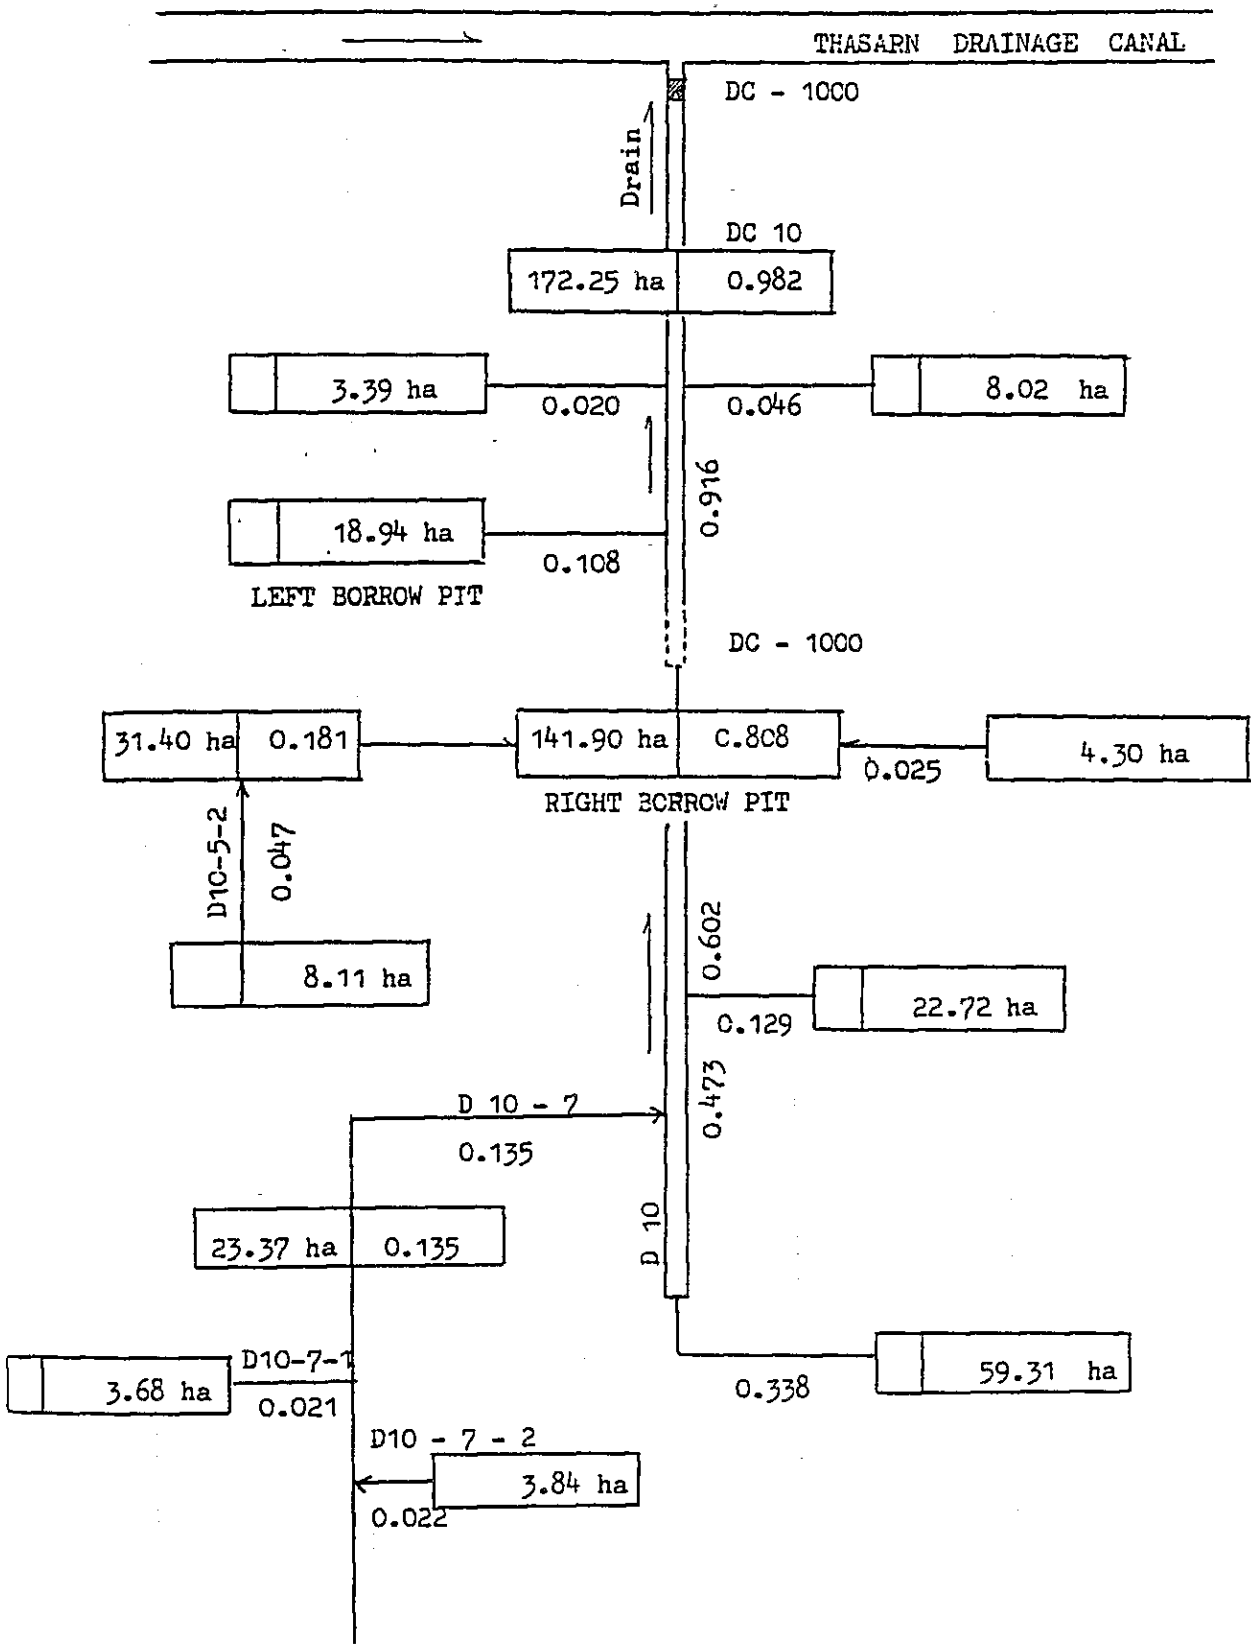 THASARN DRAINAGE CANAL
DC - 1000
Drain
DC 10
172.25 ha 0.982
3.39 ha
0.020
0.046
8.02 ha
0.916
18.94 ha
0.108
LEFT BORROW PIT
DC - 1000
31.40 ha 0.181
141.90 ha 0.808
0.025
4.30 ha
RIGHT BORROW PIT
D10-5-2
0.047
8.11 ha
0.602
0.129
22.72 ha
0.473
D 10 - 7
0.135
D 10
23.37 ha 0.135
D10-7-1
3.68 ha
0.021
59.31 ha
0.338
D10 - 7 - 2
3.84 ha
0.022